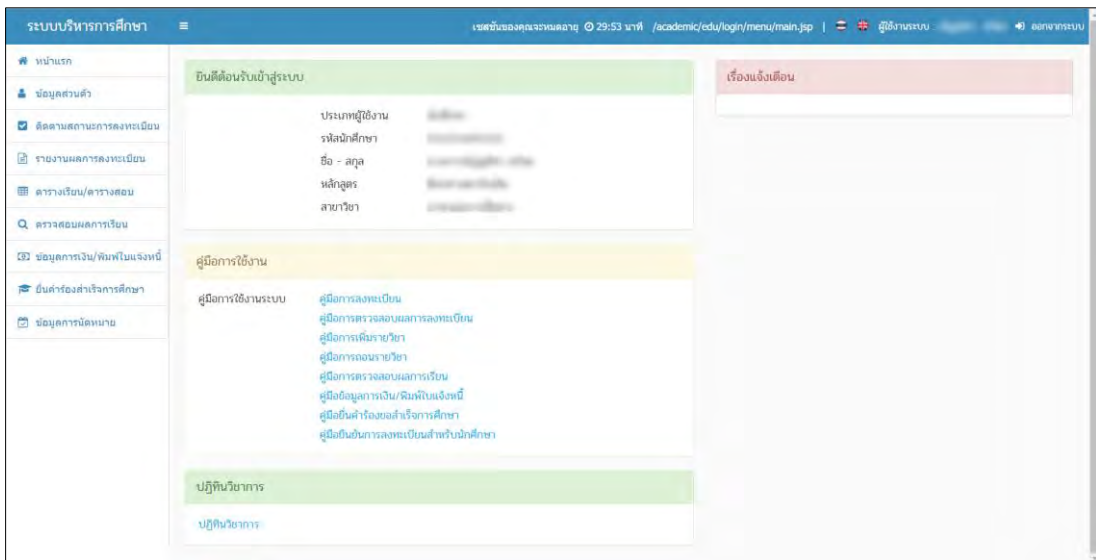 ระบบบริหารการศึกษา
เซสชันของคุณจะหมดอายุ 29:53 นาที /academic/edu/login/menu/main.jsp | ผู้ใช้งานระบบ ออกจากระบบ
หน้าแรก
ข้อมูลส่วนตัว
ติดตามสถานะการลงทะเบียน
รายงานผลการลงทะเบียน
ตารางเรียน/ตารางสอบ
ตรวจสอบผลการเรียน
ข้อมูลการเงิน/พิมพ์ใบแจ้งหนี้
ยื่นคำร้องสำเร็จการศึกษา
ข้อมูลการนัดหมาย
ยินดีต้อนรับเข้าสู่ระบบ
ประเภทผู้ใช้งาน
รหัสนักศึกษา
ชื่อ - สกุล
หลักสูตร
สาขาวิชา
คู่มือการใช้งาน
คู่มือการใช้งานระบบ
คู่มือการลงทะเบียน
คู่มือการตรวจสอบผลการลงทะเบียน
คู่มือการเพิ่มรายวิชา
คู่มือการถอนรายวิชา
คู่มือการตรวจสอบผลการเรียน
คู่มือข้อมูลการเงิน/พิมพ์ใบแจ้งหนี้
คู่มือยื่นคำร้องขอสำเร็จการศึกษา
คู่มือยืนยันการลงทะเบียนสำหรับนักศึกษา
ปฏิทินวิชาการ
ปฏิทินวิชาการ
เรื่องแจ้งเตือน